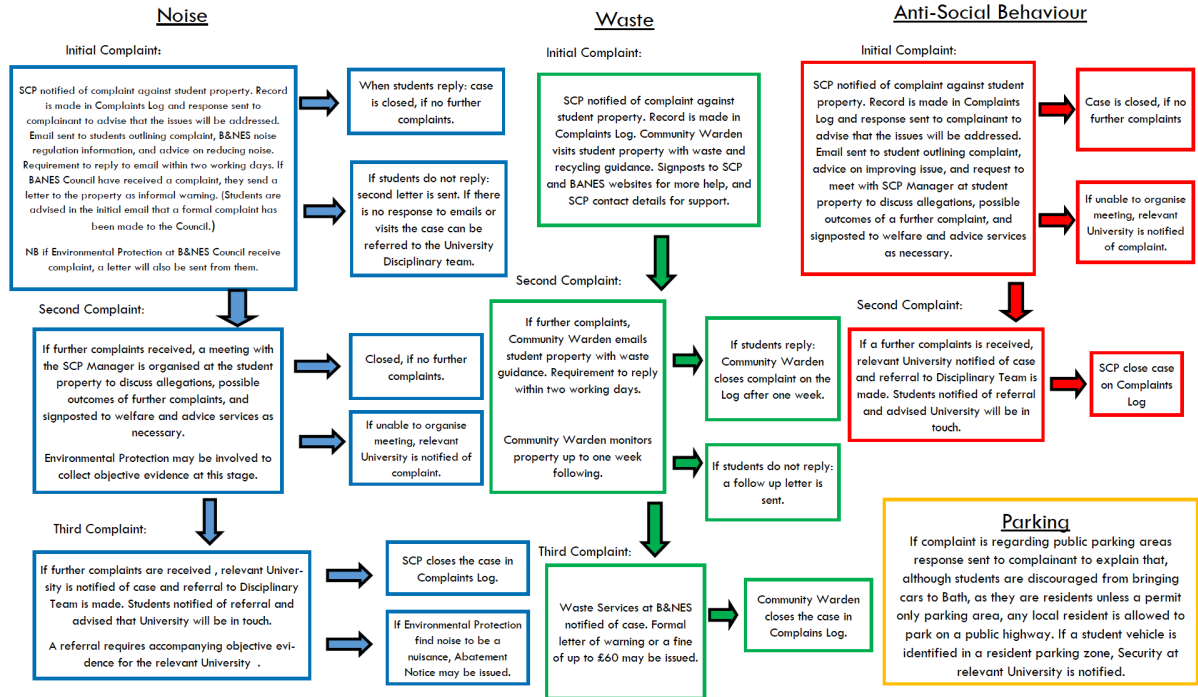 Noise
Initial Complaint:
SCP notified of complaint against student property. Record
is made in Complaints Log and response sent to
complainant to advise that the issues will be addressed.
Email sent to students outlining complaint, B&NES noise
regulation information, and advice on reducing noise.
Requirement to reply to email within two working days. If
BANES Council have received a complaint, they send a
letter to the property as informal warning. (Students are
advised in the initial email that a formal complaint has
been made to the Council.)
NB if Environmental Protection at B&NES Council receive
complaint, a letter will also be sent from them.
When students reply: case
is closed, if no further
complaints.
If students do not reply:
second letter is sent. If there
is no response to emails or
visits the case can be
referred to the University
Disciplinary team.
Second Complaint:
If further complaints received, a meeting with
the SCP Manager is organised at the student
property to discuss allegations, possible
outcomes of further complaints, and
signposted to welfare and advice services as
necessary.
Environmental Protection may be involved to
collect objective evidence at this stage.
Closed, if no further
complaints.
If unable to organise
meeting, relevant
University is notified of
complaint.
Third Complaint:
If further complaints are received , relevant Univer-
sity is notified of case and referral to Disciplinary
Team is made. Students notified of referral and
advised that University will be in touch.
A referral requires accompanying objective evi-
dence for the relevant University .
SCP closes the case in
Complaints Log.
If Environmental Protection
find noise to be a
nuisance, Abatement
Notice may be issued.
Waste
Initial Complaint:
SCP notified of complaint against
student property. Record is made in
Complaints Log. Community Warden
visits student property with waste and
recycling guidance. Signposts to SCP
and BANES websites for more help, and
SCP contact details for support.
Second Complaint:
If further complaints,
Community Warden emails
student property with waste
guidance. Requirement to reply
within two working days.
Community Warden monitors
property up to one week
following.
If students reply:
Community Warden
closes complaint on the
Log after one week.
If students do not reply:
a follow up letter is
sent.
Third Complaint:
Waste Services at B&NES
notified of case. Formal
letter of warning or a fine
of up to £60 may be issued.
Community Warden
closes the case in
Complains Log.
Anti-Social Behaviour
Initial Complaint:
SCP notified of complaint against student
property. Record is made in Complaints
Log and response sent to complainant to
advise that the issues will be addressed.
Email sent to student outlining complaint,
advice on improving issue, and request to
meet with SCP Manager at student
property to discuss allegations, possible
outcomes of a further complaint, and
signposted to welfare and advice services
as necessary.
Case is closed, if no
further complaints
If unable to organise
meeting, relevant
University is notified
of complaint.
Second Complaint:
If a further complaints is received,
relevant University notified of case
and referral to Disciplinary Team is
made. Students notified of referral
and advised University will be in
touch.
SCP close case
on Complaints
Log
Parking
If complaint is regarding public parking areas
response sent to complainant to explain that,
although students are discouraged from bringing
cars to Bath, as they are residents unless a permit
only parking area, any local resident is allowed to
park on a public highway. If a student vehicle is
identified in a resident parking zone, Security at
relevant University is notified.